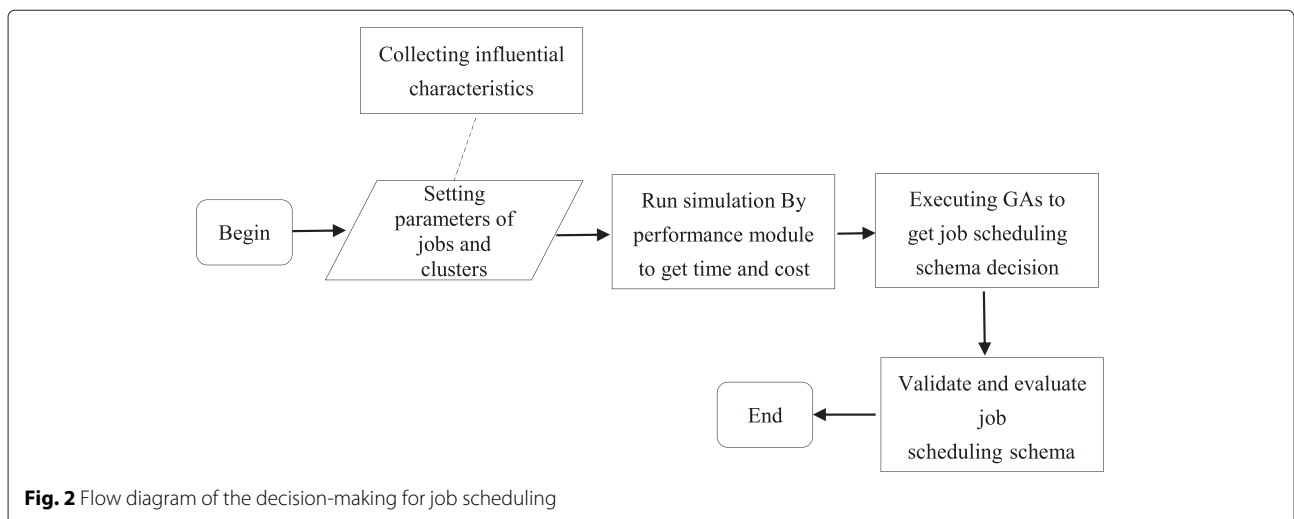 Collecting influential
characteristics
Begin
Setting
parameters of
jobs and
clusters
Run simulation By
performance module
to get time and cost
Executing GAs to
get job scheduling
schema decision
Validate and evaluate
job
scheduling schema
End
Fig. 2 Flow diagram of the decision-making for job scheduling